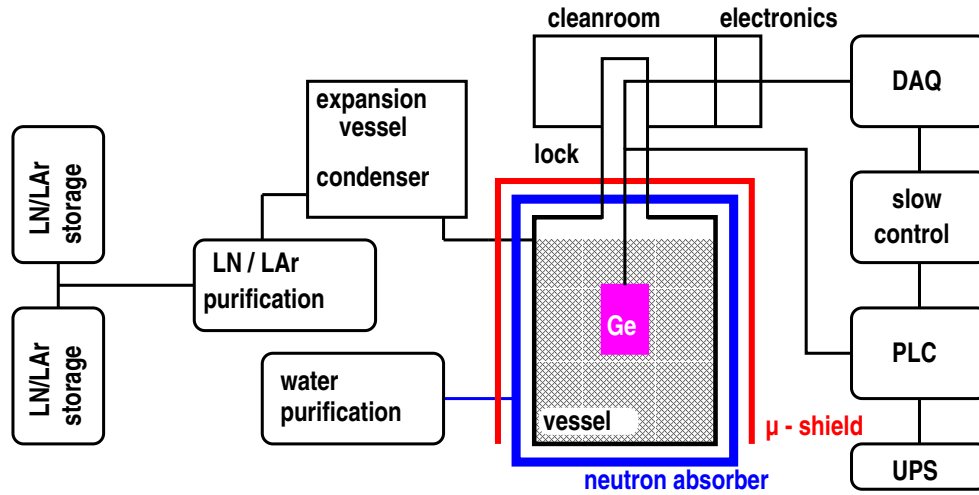 cleanroom
electronics
DAQ
expansion
vessel
condenser
lock
LN/LAr
storage
LN / LAr
purification
slow
control
Ge
LN/LAr
storage
PLC
water
purification
vessel
μ - shield
neutron absorber
UPS